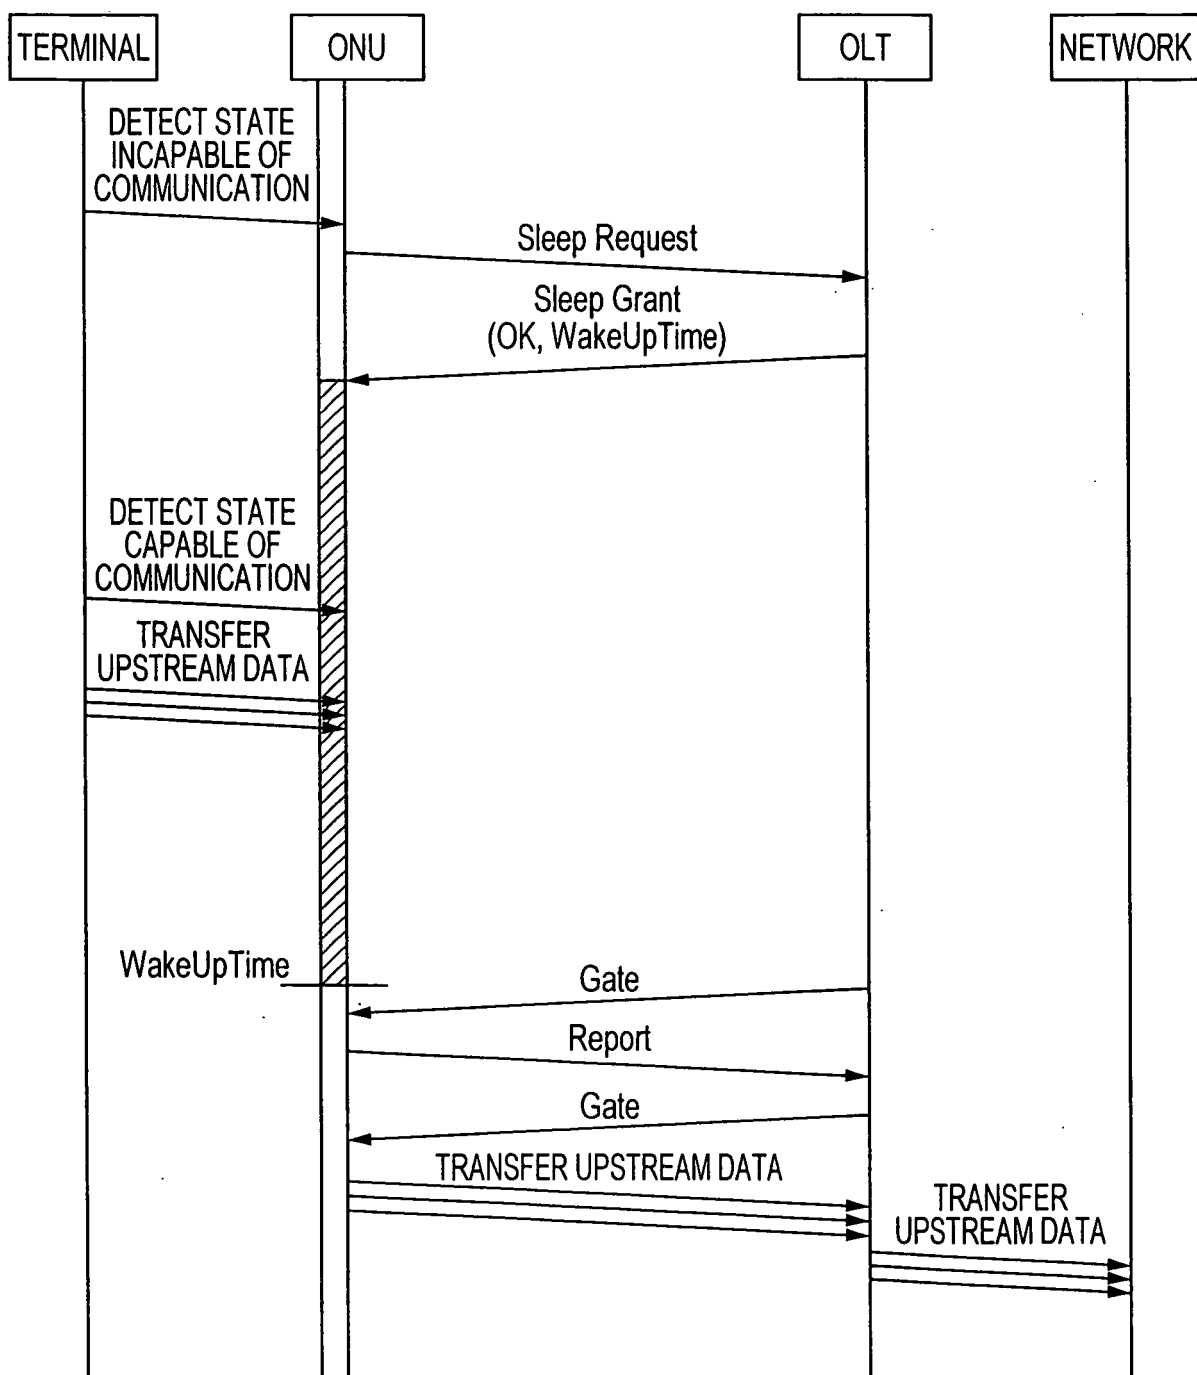 TERMINAL
ONU
OLT
NETWORK
DETECT STATE
INCAPABLE OF
COMMUNICATION
Sleep Request
Sleep Grant
(OK, WakeUpTime)
DETECT STATE
CAPABLE OF
COMMUNICATION
TRANSFER
UPSTREAM DATA
WakeUpTime
Gate
Report
Gate
TRANSFER UPSTREAM DATA
TRANSFER
UPSTREAM DATA